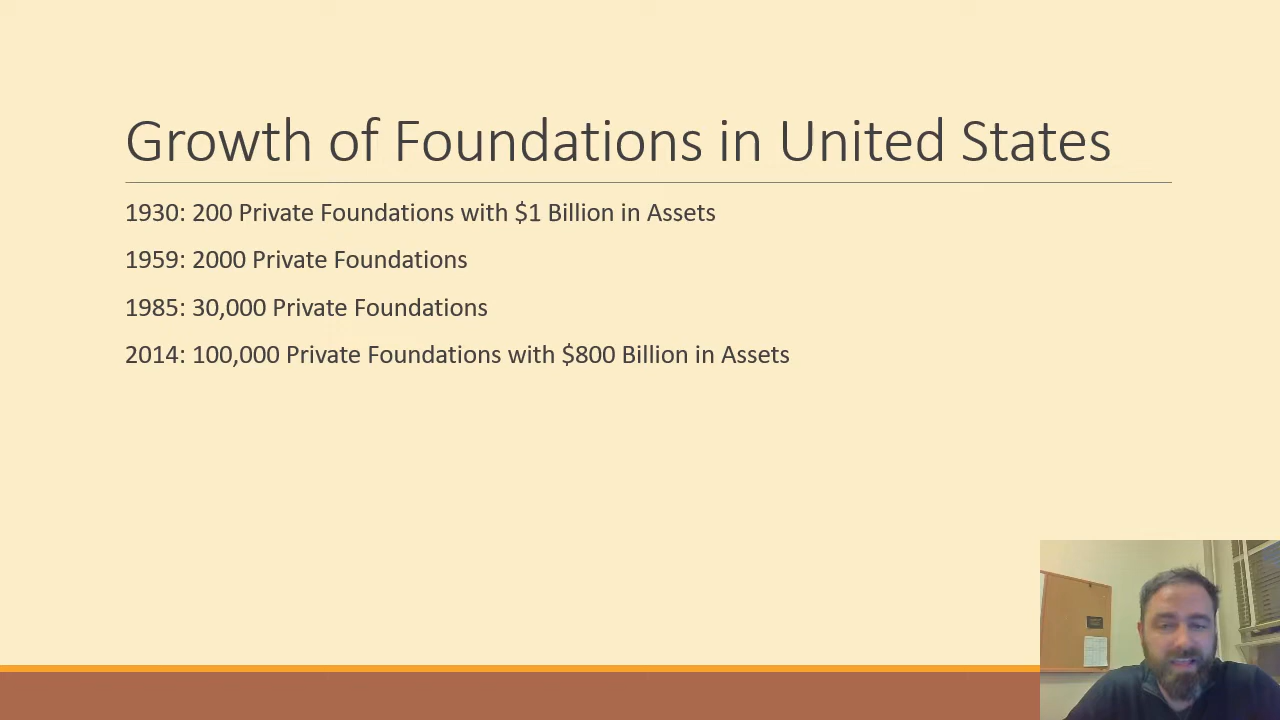 Growth of Foundations in United States
1930: 200 Private Foundations with $1 Billion in Assets
1959: 2000 Private Foundations
1985: 30,000 Private Foundations
2014: 100,000 Private Foundations with $800 Billion in Assets